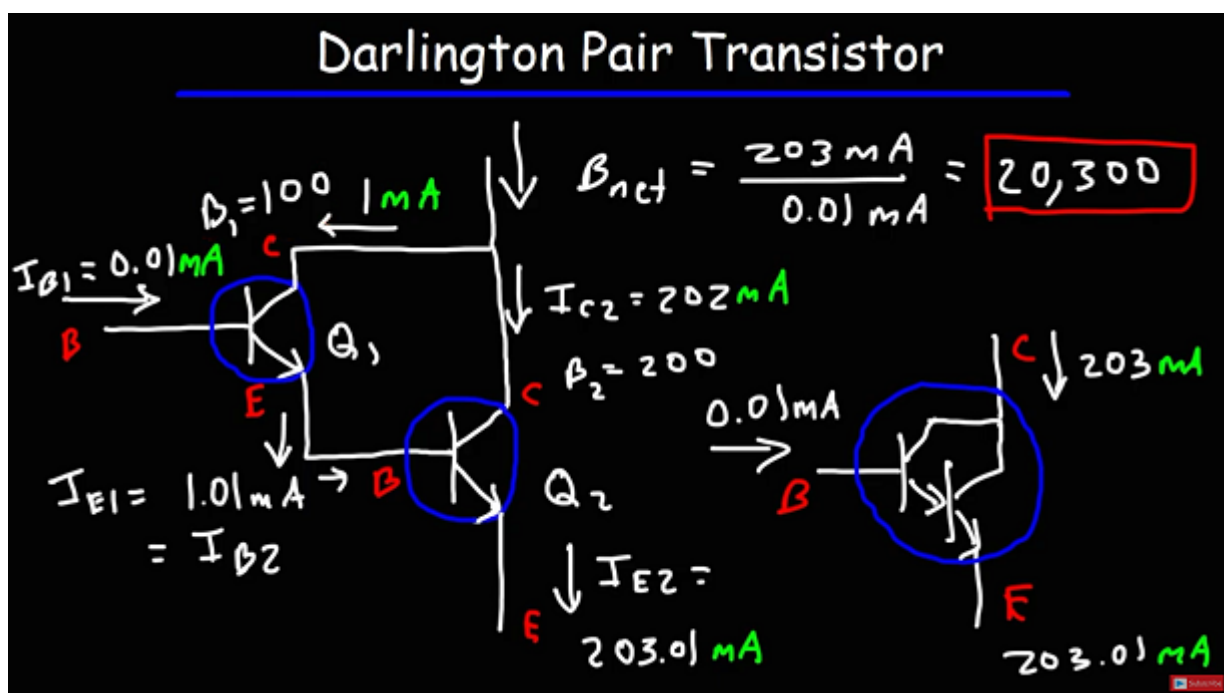 Darlington Pair Transistor
Bnet = 203 mA / 0.01 mA = 20,300
β1 = 100
1 mA
C
IB1 = 0.01 mA
B
Q1
E
IC2 = 202 mA
β2 = 200
C
IE1 = 1.01 mA
= IB2
B
Q2
IE2 =
203.01 mA
E
C
203 mA
0.01 mA
B
E
203.01 mA
Subscribe